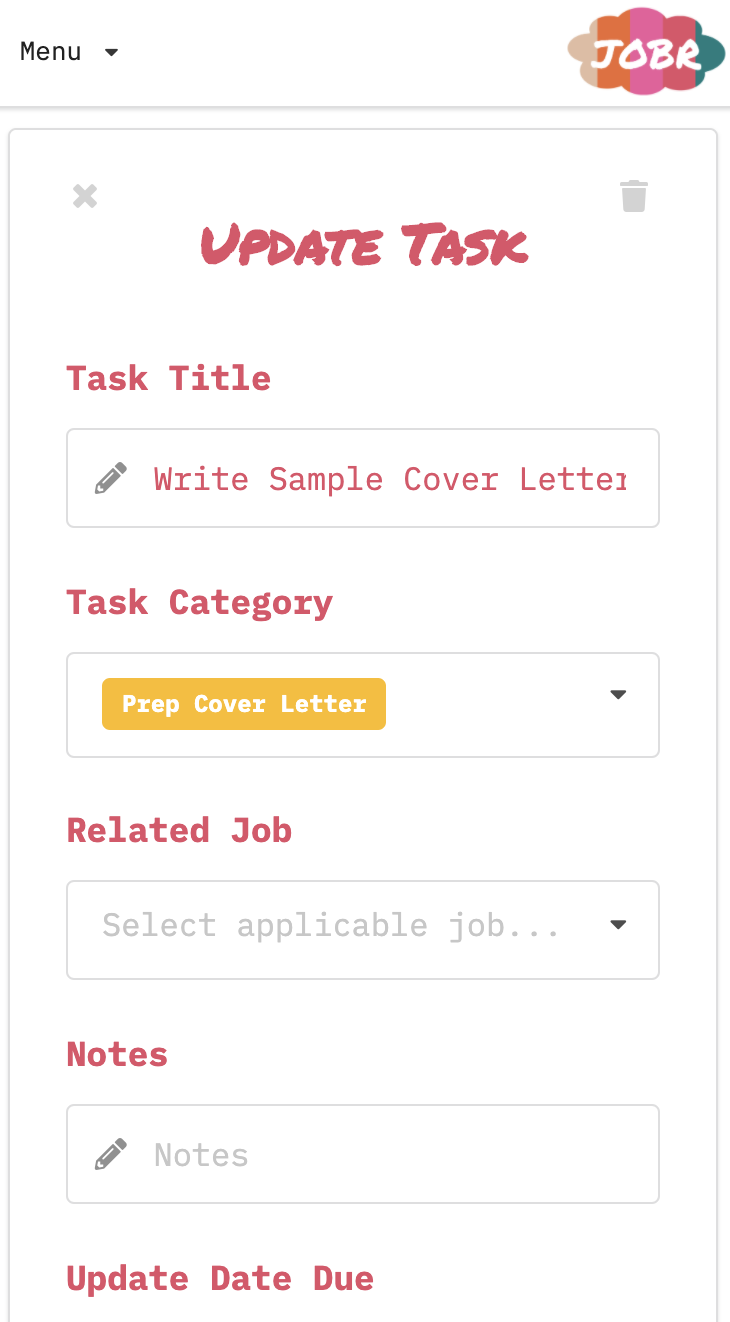 Menu
JOBR
Update Task
Task Title
Write Sample Cover Letter
Task Category
Prep Cover Letter
Related Job
Select applicable job...
Notes
Notes
Update Date Due